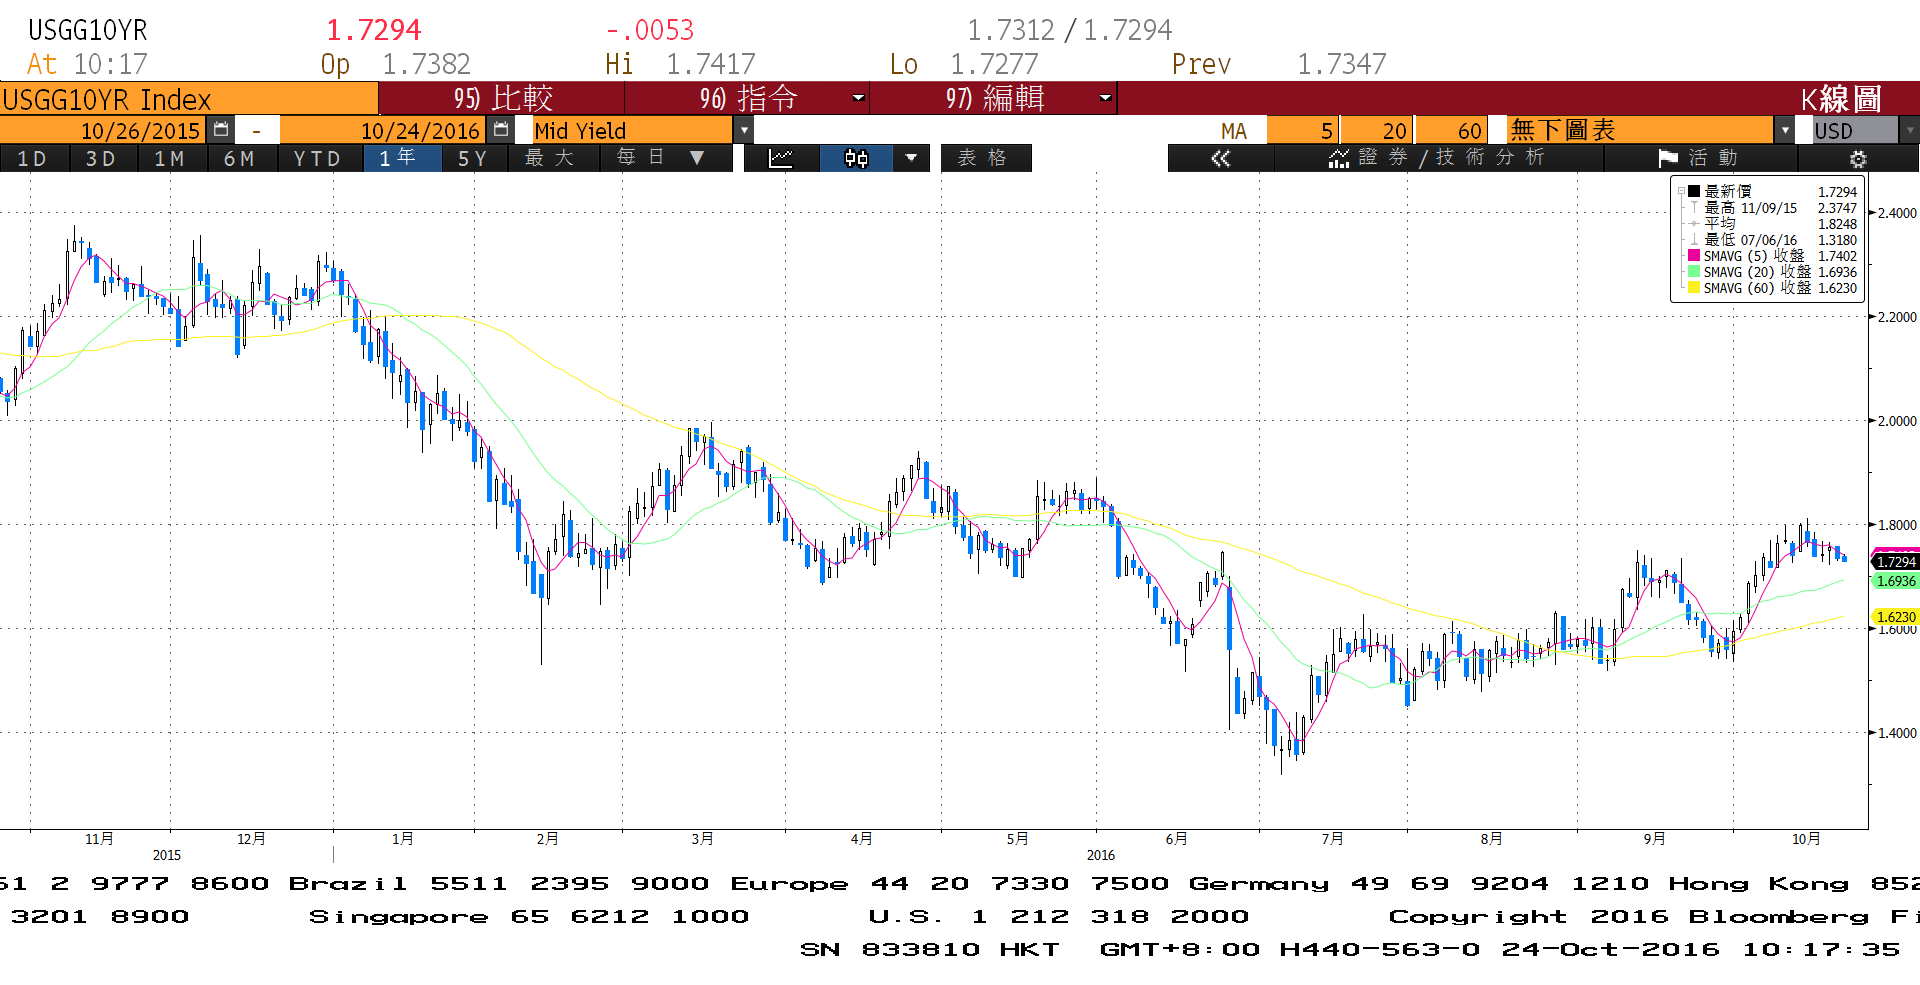 USGG10YR 1.7294 -.0053 1.7312 / 1.7294
At 10:17 Op 1.7382 Hi 1.7417 Lo 1.7277 Prev 1.7347
USGG10YR Index 95) 比較 96) 指令 97) 編輯 K線圖
10/26/2015 - 10/24/2016 Mid Yield MA 5 20 60 無下圖表 USD
1D 3D 1M 6M YTD 1年 5Y 最大 每日 ▼ 表格 « 證券/技術分析 活動
最新價 1.7294
最高 11/09/15 2.3747
平均 1.8248
最低 07/06/16 1.3180
SMAVG (5) 收盤 1.7402
SMAVG (20) 收盤 1.6936
SMAVG (60) 收盤 1.6230
2.4000
2.2000
2.0000
1.8000
1.7294
1.6936
1.6230
1.6000
1.4000
11月 12月 1月 2月 3月 4月 5月 6月 7月 8月 9月 10月
2015 2016
61 2 9777 8600 Brazil 5511 2395 9000 Europe 44 20 7330 7500 Germany 49 69 9204 1210 Hong Kong 852
3201 8900 Singapore 65 6212 1000 U.S. 1 212 318 2000 Copyright 2016 Bloomberg Fi
SN 833810 HKT GMT+8:00 H440-563-0 24-Oct-2016 10:17:35